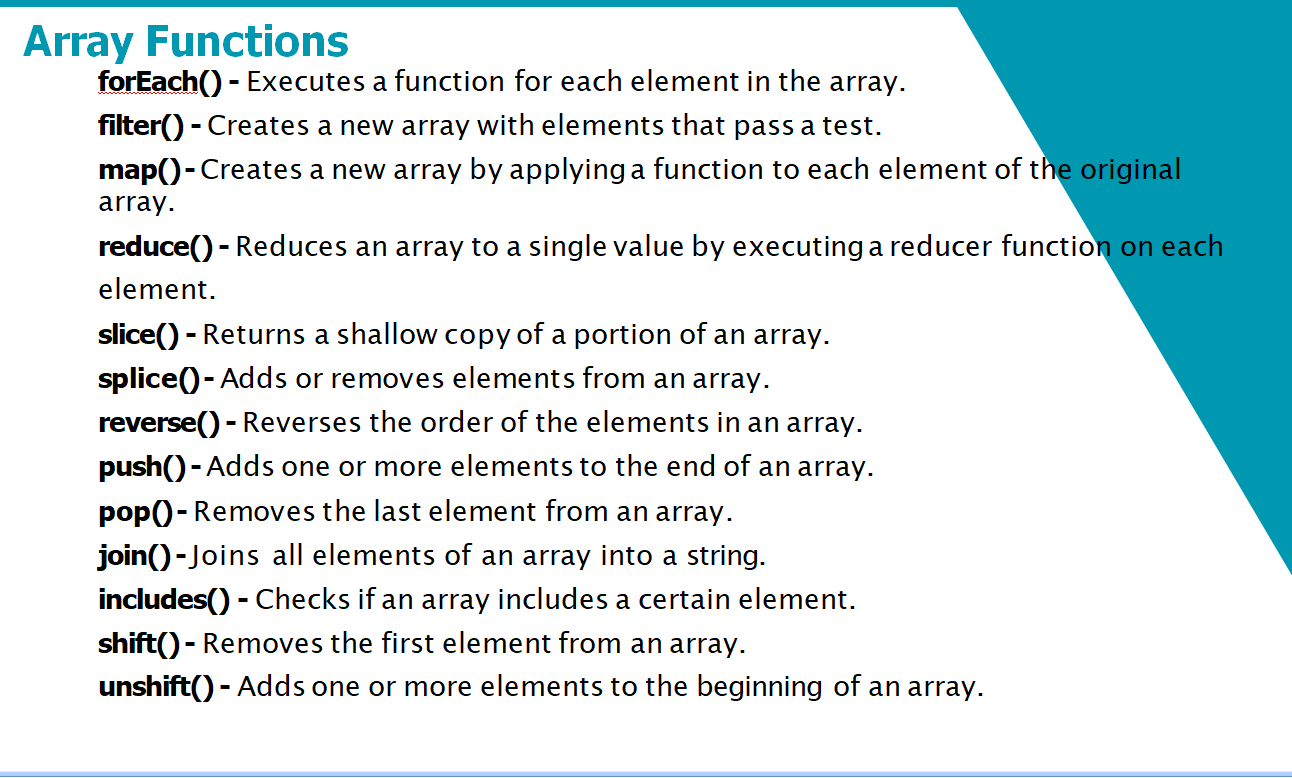 Array Functions
forEach() - Executes a function for each element in the array.
filter() - Creates a new array with elements that pass a test.
map() - Creates a new array by applying a function to each element of the original
array.
reduce() - Reduces an array to a single value by executing a reducer function on each
element.
slice() - Returns a shallow copy of a portion of an array.
splice() - Adds or removes elements from an array.
reverse() - Reverses the order of the elements in an array.
push() - Adds one or more elements to the end of an array.
pop() - Removes the last element from an array.
join() - Joins all elements of an array into a string.
includes() - Checks if an array includes a certain element.
shift() - Removes the first element from an array.
unshift() - Adds one or more elements to the beginning of an array.